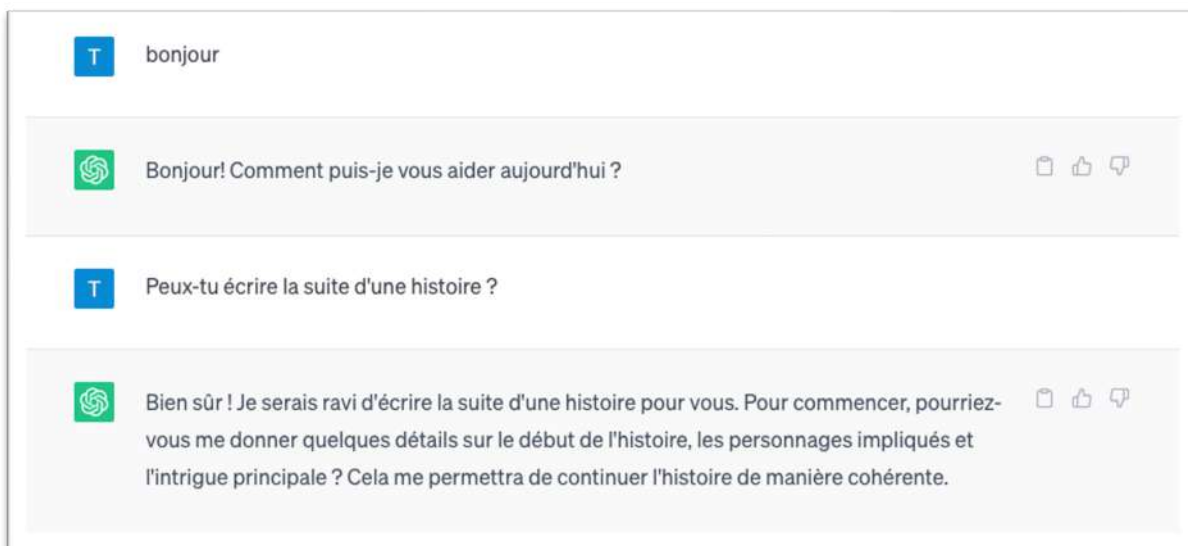 T
bonjour
Bonjour! Comment puis-je vous aider aujourd'hui ?
T
Peux-tu écrire la suite d'une histoire ?
Bien sûr ! Je serais ravi d'écrire la suite d'une histoire pour vous. Pour commencer, pourriez-
vous me donner quelques détails sur le début de l'histoire, les personnages impliqués et
l'intrigue principale ? Cela me permettra de continuer l'histoire de manière cohérente.